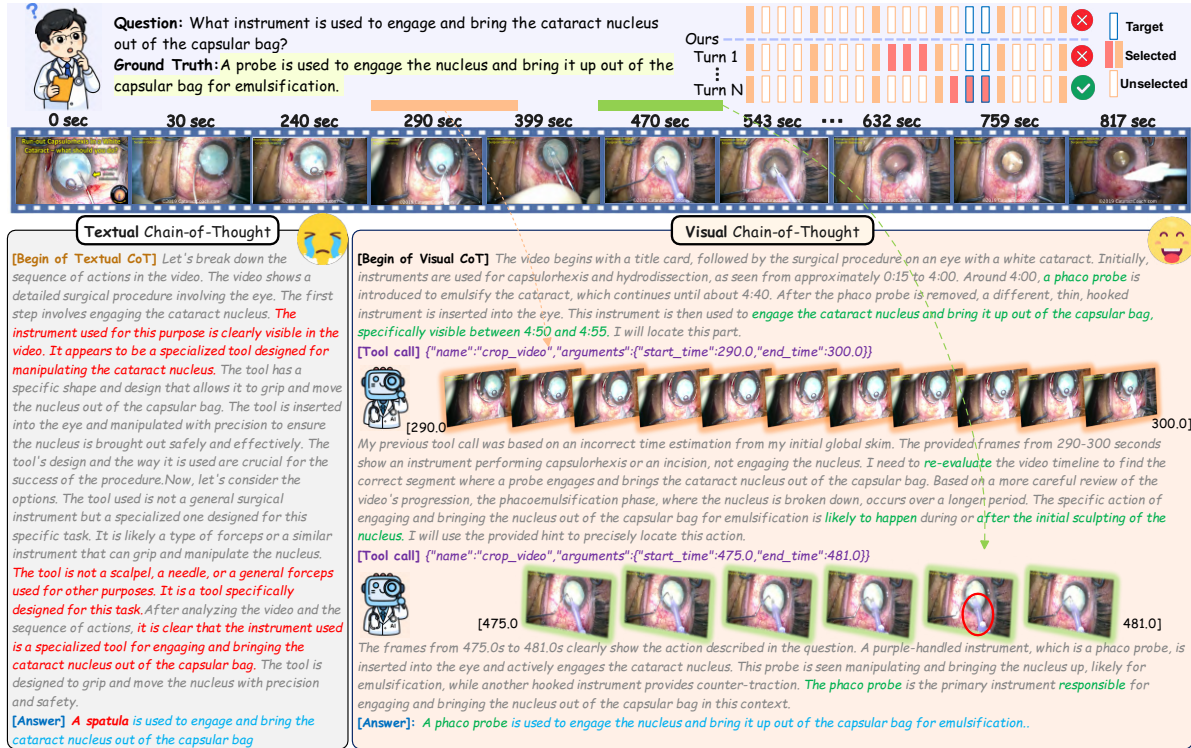 Question: What instrument is used to engage and bring the cataract nucleus
out of the capsular bag?
Ground Truth:A probe is used to engage the nucleus and bring it up out of the
capsular bag for emulsification.
Ours
Turn 1
Turn N
Target
Selected
Unselected
0 sec
30 sec
240 sec
290 sec
399 sec
470 sec
543 sec
632 sec
759 sec
817 sec
Textual Chain-of-Thought
[Begin of Textual CoT] Let's break down the
sequence of actions in the video. The video shows a
detailed surgical procedure involving the eye. The first
step involves engaging the cataract nucleus. The
instrument used for this purpose is clearly visible in the
video. It appears to be a specialized tool designed for
manipulating the cataract nucleus. The tool has a
specific shape and design that allows it to grip and move
the nucleus out of the capsular bag. The tool is inserted
into the eye and manipulated with precision to ensure
the nucleus is brought out safely and effectively. The
tool's design and the way it is used are crucial for the
success of the procedure.Now, let's consider the
options. The tool used is not a general surgical
instrument but a specialized one designed for this
specific task. It is likely a type of forceps or a similar
instrument that can grip and manipulate the nucleus.
The tool is not a scalpel, a needle, or a general forceps
used for other purposes. It is a tool specifically
designed for this task.After analyzing the video and the
sequence of actions, it is clear that the instrument used
is a specialized tool for engaging and bringing the
cataract nucleus out of the capsular bag. The tool is
designed to grip and move the nucleus with precision
and safety.
[Answer] A spatula is used to engage and bring the
cataract nucleus out of the capsular bag
Visual Chain-of-Thought
[Begin of Visual CoT] The video begins with a title card, followed by the surgical procedure on an eye with a white cataract. Initially,
instruments are used for capsulorhexis and hydrodissection, as seen from approximately 0:15 to 4:00. Around 4:00, a phaco probe is
introduced to emulsify the cataract, which continues until about 4:40. After the phaco probe is removed, a different, thin, hooked
instrument is inserted into the eye. This instrument is then used to engage the cataract nucleus and bring it up out of the capsular bag,
specifically visible between 4:50 and 4:55. I will locate this part.
[Tool call] {"name":"crop_video","arguments":{"start_time":290.0,"end_time":300.0}}
[290.0
300.0]
My previous tool call was based on an incorrect time estimation from my initial global skim. The provided frames from 290-300 seconds
show an instrument performing capsulorhexis or an incision, not engaging the nucleus. I need to re-evaluate the video timeline to find the
correct segment where a probe engages and brings the cataract nucleus out of the capsular bag. Based on a more careful review of the
video's progression, the phacoemulsification phase, where the nucleus is broken down, occurs over a longer period. The specific action of
engaging and bringing the nucleus out of the capsular bag for emulsification is likely to happen during or after the initial sculpting of the
nucleus. I will use the provided hint to precisely locate this action.
[Tool call] {"name":"crop_video","arguments":{"start_time":475.0,"end_time":481.0}}
[475.0
481.0]
The frames from 475.0s to 481.0s clearly show the action described in the question. A purple-handled instrument, which is a phaco probe, is
inserted into the eye and actively engages the cataract nucleus. This probe is seen manipulating and bringing the nucleus up, likely for
emulsification, while another hooked instrument provides counter-traction. The phaco probe is the primary instrument responsible for
engaging and bringing the nucleus out of the capsular bag in this context.
[Answer]: A phaco probe is used to engage the nucleus and bring it up out of the capsular bag for emulsification..